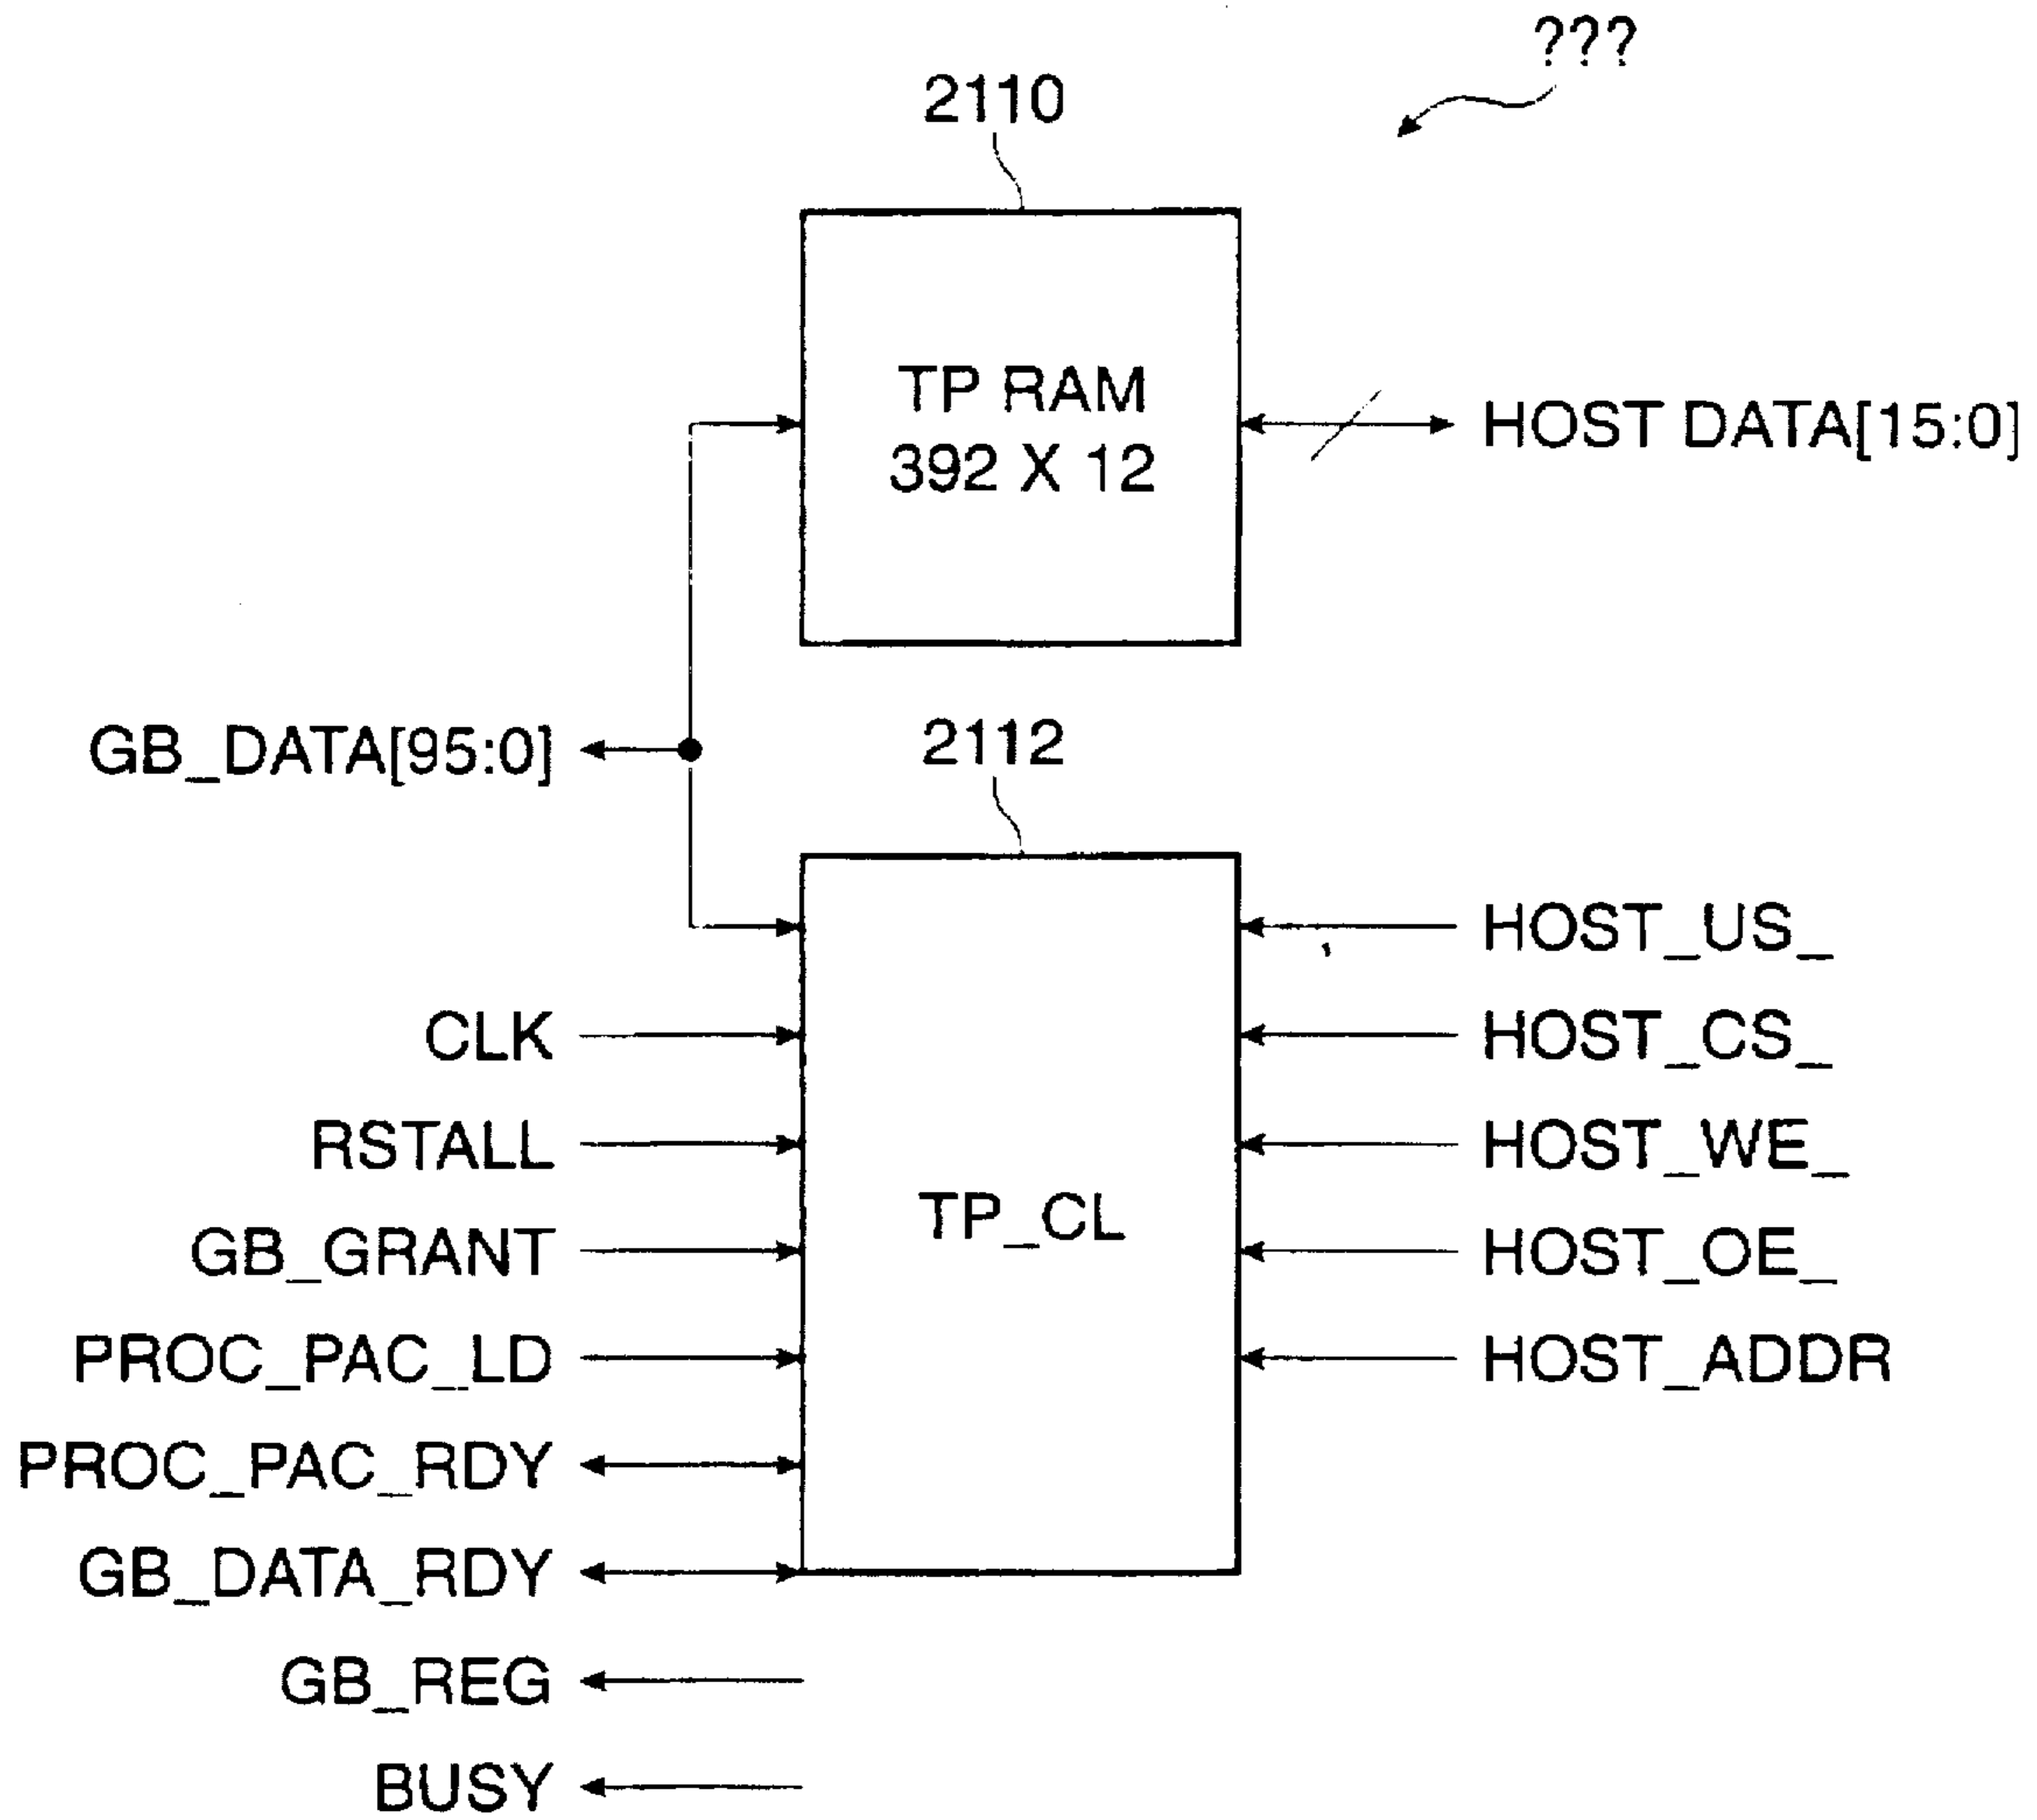 ???
2110
TP RAM
392 X 12
HOST DATA[15:0]
GB_DATA[95:0]
2112
HOST_US_
CLK
HOST_CS_
RSTALL
HOST_WE_
TP_CL
GB_GRANT
HOST_OE_
PROC_PAC_LD
HOST_ADDR
PROC_PAC_RDY
GB_DATA_RDY
GB_REG
BUSY